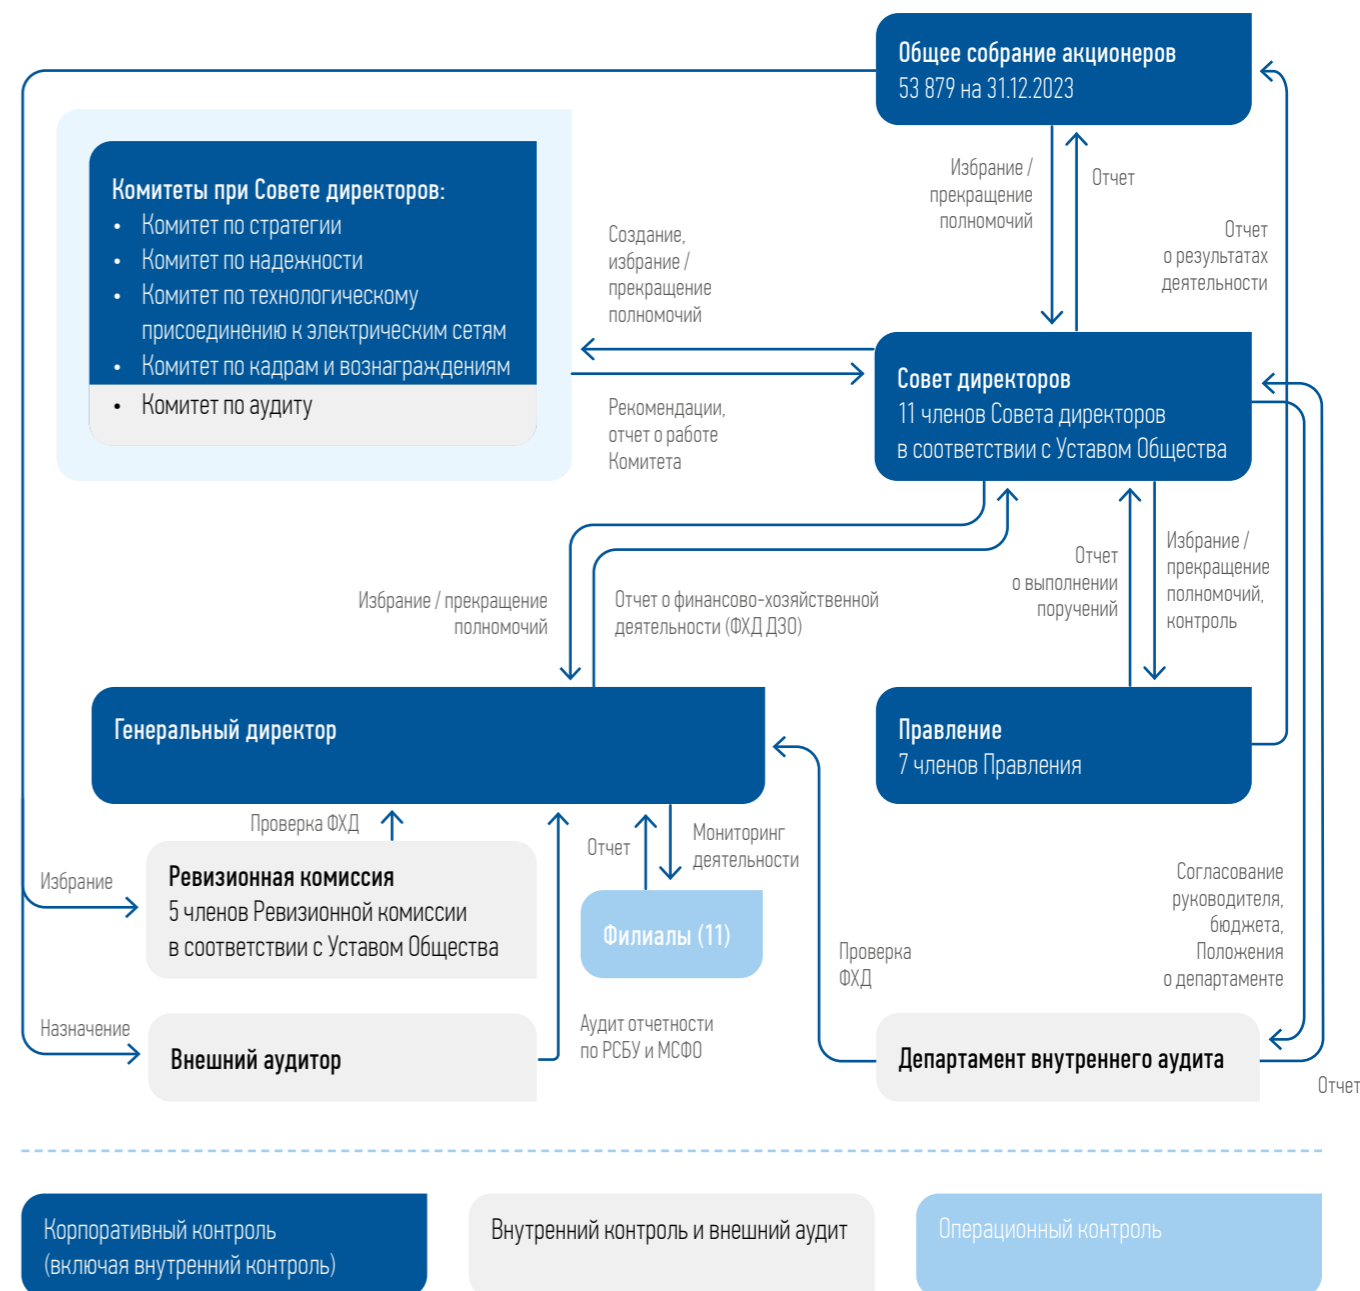 Общее собрание акционеров
53 879 на 31.12.2023
Избрание /
прекращение
полномочий
Отчет
Отчет
о результатах
деятельности
Комитеты при Совете директоров:
• Комитет по стратегии
• Комитет по надежности
• Комитет по технологическому
присоединению к электрическим сетям
• Комитет по кадрам и вознаграждениям
• Комитет по аудиту
Создание,
избрание /
прекращение
полномочий
Рекомендации,
отчет о работе
Комитета
Совет директоров
11 членов Совета директоров
в соответствии с Уставом Общества
Избрание / прекращение
полномочий
Отчет о финансово-хозяйственной
деятельности (ФХД ДЗО)
Отчет
о выполнении
поручений
Избрание /
прекращение
полномочий,
контроль
Генеральный директор
Правление
7 членов Правления
Проверка ФХД
Отчет
Мониторинг
деятельности
Избрание
Ревизионная комиссия
5 членов Ревизионной комиссии
в соответствии с Уставом Общества
Филиалы (11)
Проверка
ФХД
Согласование
руководителя,
бюджета,
Положения
о департаменте
Назначение
Внешний аудитор
Аудит отчетности
по РСБУ и МСФО
Департамент внутреннего аудита
Отчет
Корпоративный контроль
(включая внутренний контроль)
Внутренний контроль и внешний аудит
Операционный контроль